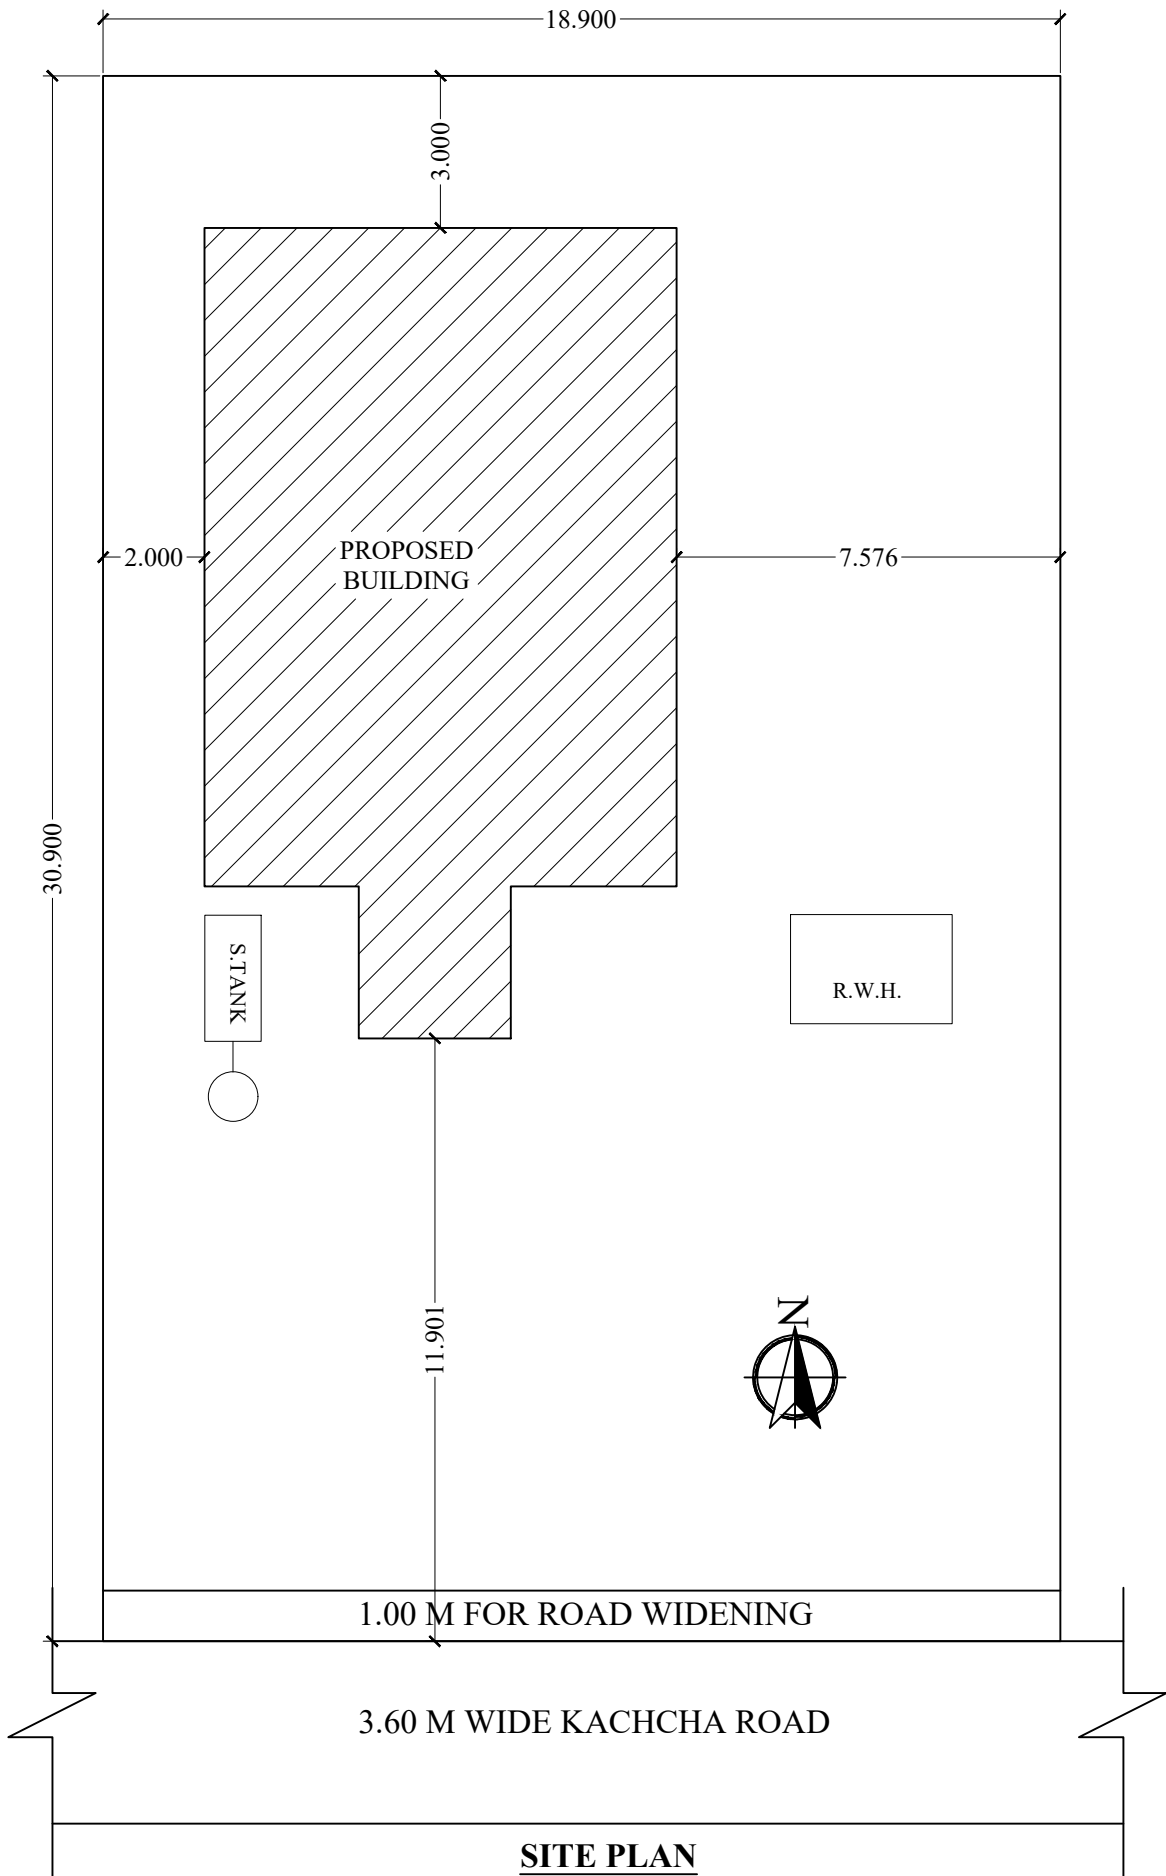 18.900
3.000
PROPOSED
BUILDING
2.000
7.576
30.900
S.TANK
R.W.H.
11.901
N
1.00 M FOR ROAD WIDENING
3.60 M WIDE KACHCHA ROAD
SITE PLAN